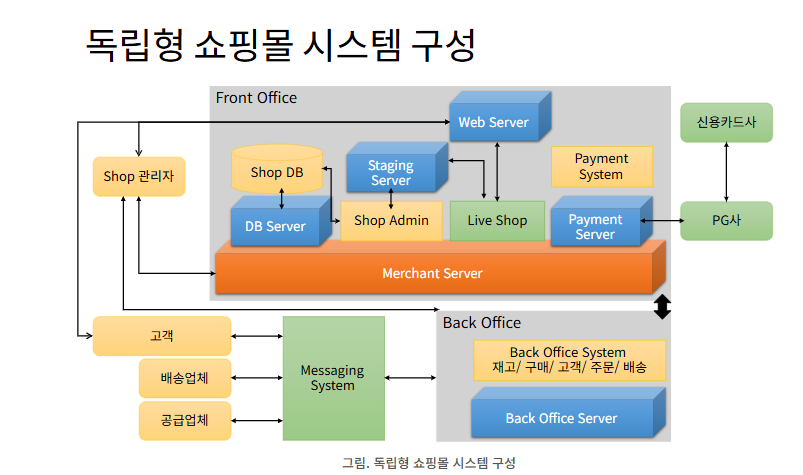 독립형 쇼핑몰 시스템 구성
Front Office
Web Server
신용카드사
Shop 관리자
Shop DB
Staging
Server
Payment
System
DB Server
Shop Admin
Live Shop
Payment
Server
PG사
Merchant Server
고객
배송업체
공급업체
Messaging
System
Back Office
Back Office System
재고/ 구매/ 고객/ 주문/ 배송
Back Office Server
그림. 독립형 쇼핑몰 시스템 구성